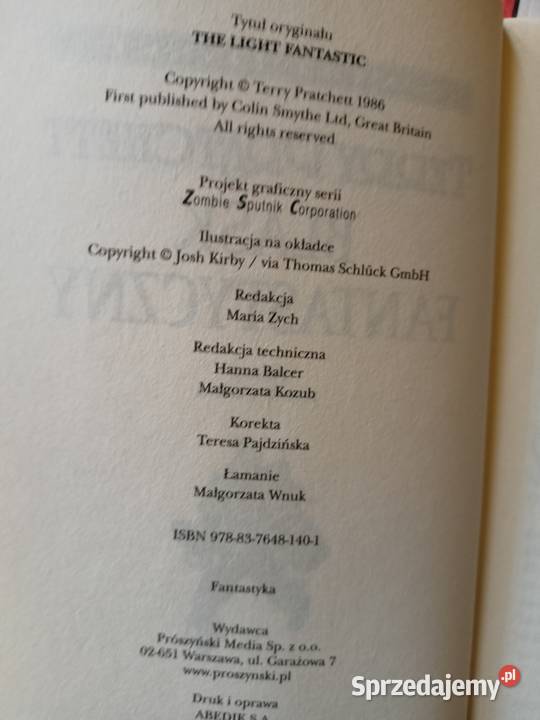 Tytuł oryginału
THE LIGHT FANTASTIC
Copyright © Terry Pratchett 1986
First published by Colin Smythe Ltd, Great Britain
All rights reserved
Projekt graficzny serii
Zombie Sputnik Corporation
Ilustracja na okładce
Copyright © Josh Kirby / via Thomas Schlűck GmbH
Redakcja
Maria Zych
Redakcja techniczna
Hanna Balcer
Małgorzata Kozub
Korekta
Teresa Pajdzińska
Łamanie
Małgorzata Wnuk
ISBN 978-83-7648-140-1
Fantastyka
Wydawca
Prószyński Media Sp. z o.o.
02-651 Warszawa, ul. Garażowa 7
www.proszynski.pl
Druk i oprawa
ABEDIK S.A.
Sprzedajemy.pl